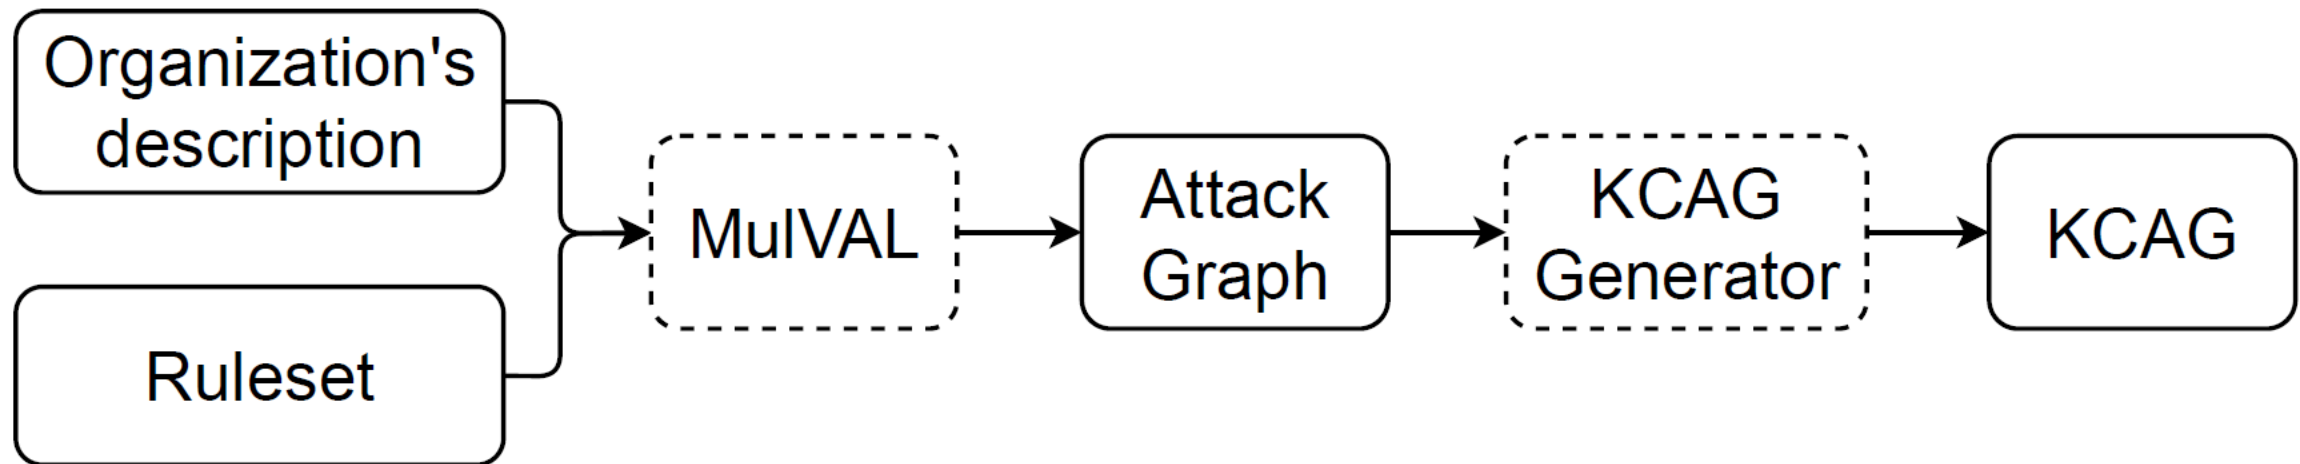 Organization's
description
Ruleset
MulVAL
Attack
Graph
KCAG
Generator
KCAG